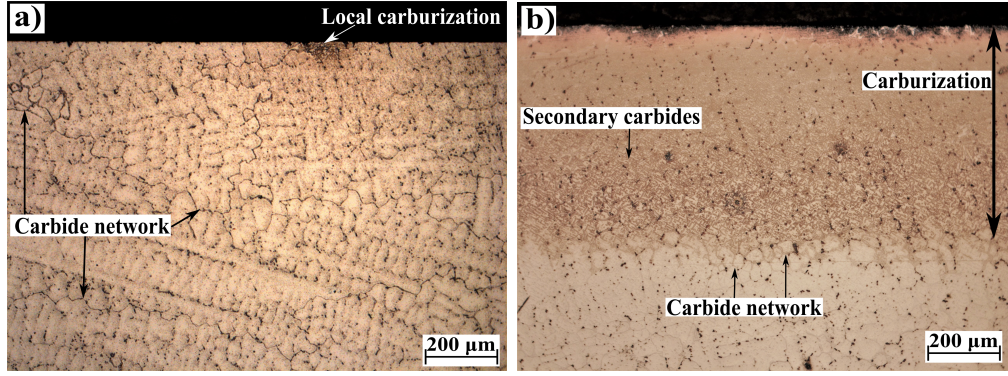 a)
Local carburization
Carbide network
200 µm
b)
Carburization
Secondary carbides
Carbide network
200 µm